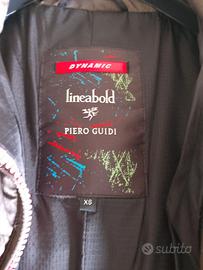 DYNAMIC
lineabold
PIERO GUIDI
XS
subito